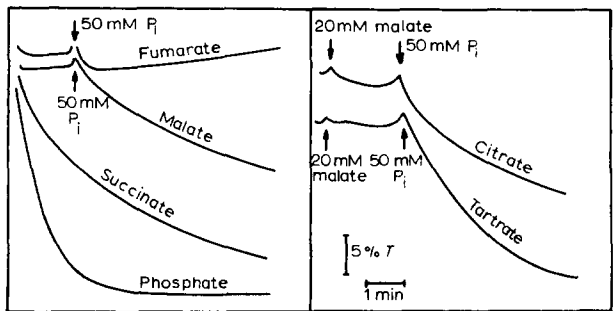 50 mM Pi
Fumarate
50 mM
Pi
Malate
Succinate
Phosphate
20 mM malate
50 mM Pi
20 mM
malate
50 mM
Pi
Citrate
Tartrate
5 % T
1 min